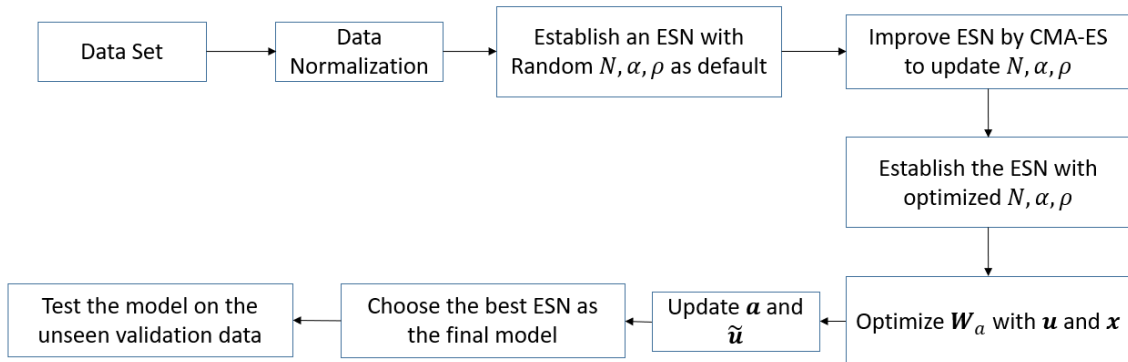 Data Set
Data
Normalization
Establish an ESN with
Random N, α, ρ as default
Improve ESN by CMA-ES
to update N, α, ρ
Establish the ESN with
optimized N, α, ρ
Optimize W_a with u and x
Update a and
ũ
Choose the best ESN as
the final model
Test the model on the
unseen validation data